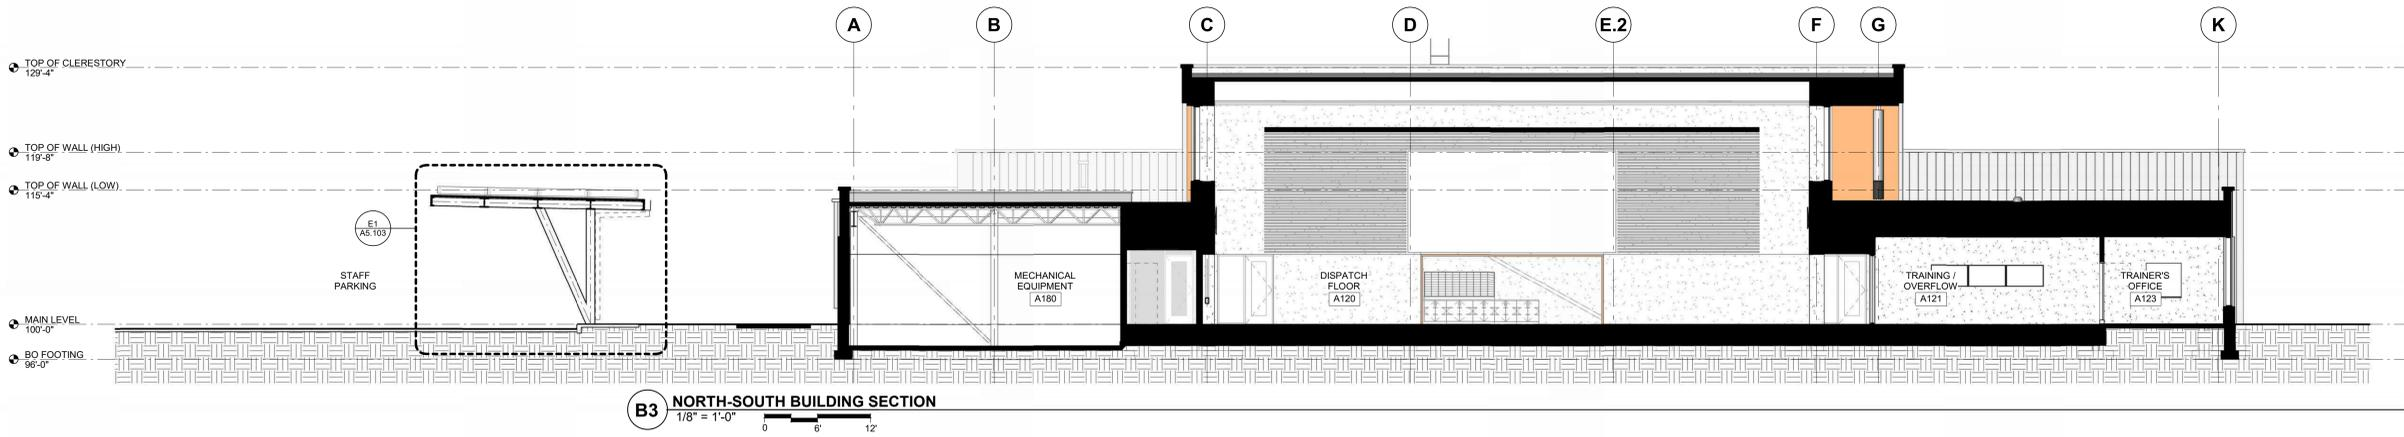 A
B
C
D
E.2
F
G
K
TOP OF CLERESTORY
129'-4"
TOP OF WALL (HIGH)
119'-8"
TOP OF WALL (LOW)
115'-4"
E1
A5.103
STAFF
PARKING
MECHANICAL
EQUIPMENT
A180
DISPATCH
FLOOR
A120
TRAINING /
OVERFLOW
A121
TRAINER'S
OFFICE
A123
MAIN LEVEL
100'-0"
BO FOOTING
96'-0"
B3
NORTH-SOUTH BUILDING SECTION
1/8" = 1'-0"
0
6'
12'